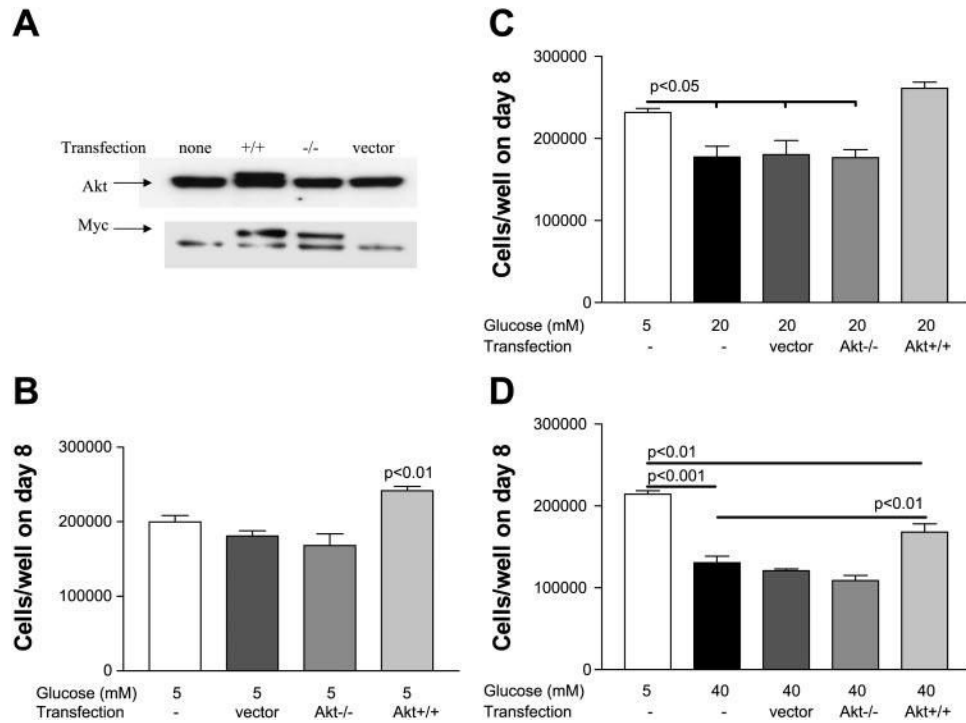 A
Transfection none +/+ -/- vector
Akt
Myc
B
Cells/well on day 8
300000
200000
100000
0
p<0.01
Glucose (mM) 5 5 5 5
Transfection - vector Akt-/- Akt+/+
C
Cells/well on day 8
300000
200000
100000
0
p<0.05
Glucose (mM) 5 20 20 20 20
Transfection - - vector Akt-/- Akt+/+
D
Cells/well on day 8
300000
200000
100000
0
p<0.01
p<0.001
p<0.01
Glucose (mM) 5 40 40 40 40
Transfection - - vector Akt-/- Akt+/+